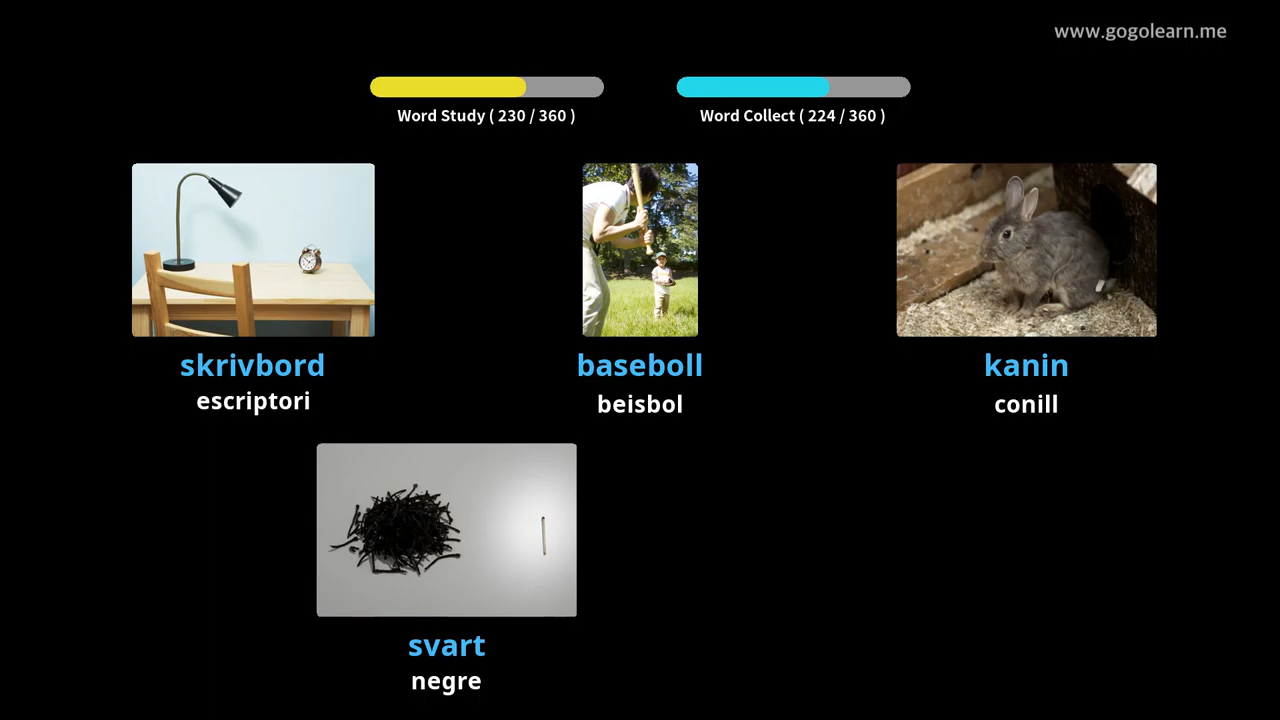 www.gogolearn.me
Word Study ( 230 / 360 )
Word Collect ( 224 / 360 )
skrivbord
escriptori
baseboll
beisbol
kanin
conill
svart
negre